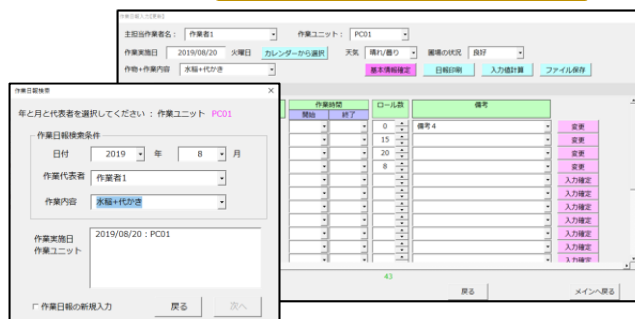 作業日報入力【更新】
主担当作業者名： 作業者1 作業ユニット： PC01
作業実施日 2019/08/20 火曜日 カレンダーから選択 天気 晴れ/曇り 圃場の状況 良好
作物+作業内容 水稲+代かき 基本情報確定 日報印刷 入力値計算 ファイル保存
作業時間 ロール数 備考
開始 終了
0 備考4 変更
15 変更
20 変更
8 変更
入力確定
入力確定
入力確定
入力確定
入力確定
入力確定
入力確定
43
戻る メインへ戻る
作業日報検索
年と月と代表者を選択してください ： 作業ユニット PC01
作業日報検索条件
日付 2019 年 8 月
作業代表者 作業者1
作業内容 水稲+代かき
作業実施日
作業ユニット
2019/08/20 : PC01
作業日報の新規入力 戻る 次へ